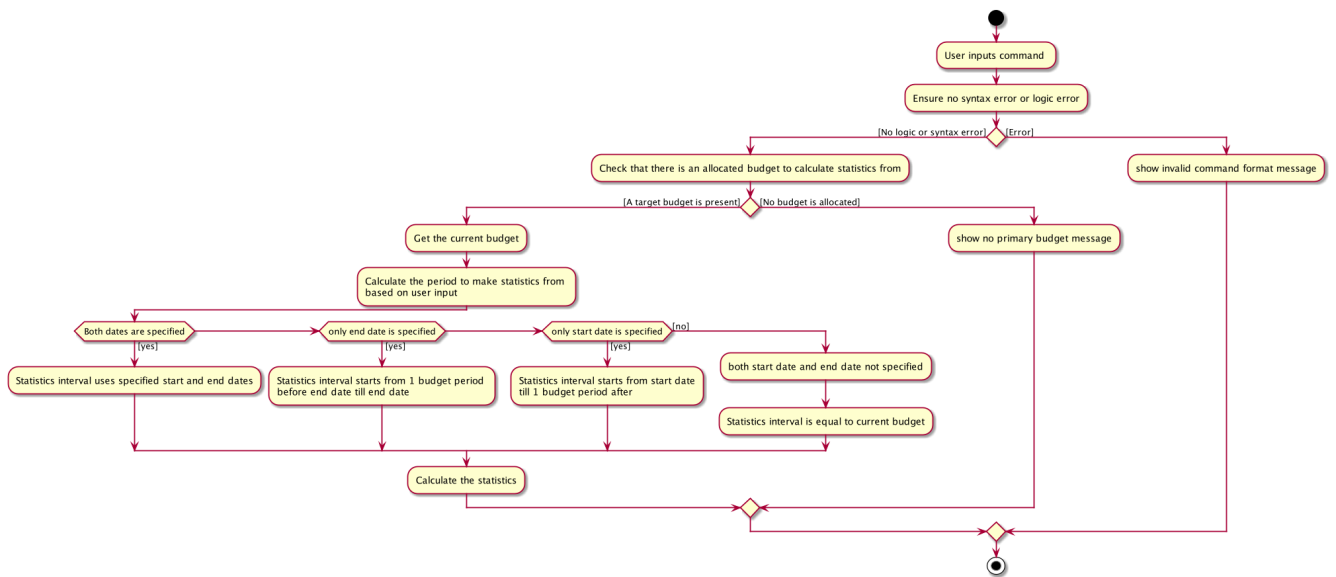 User inputs command
Ensure no syntax error or logic error
[No logic or syntax error]
[Error]
Check that there is an allocated budget to calculate statistics from
show invalid command format message
[A target budget is present]
[No budget is allocated]
Get the current budget
show no primary budget message
Calculate the period to make statistics from
based on user input
Both dates are specified
only end date is specified
only start date is specified
[no]
[yes]
[yes]
[yes]
both start date and end date not specified
Statistics interval uses specified start and end dates
Statistics interval starts from 1 budget period
before end date till end date
Statistics interval starts from start date
till 1 budget period after
Statistics interval is equal to current budget
Calculate the statistics